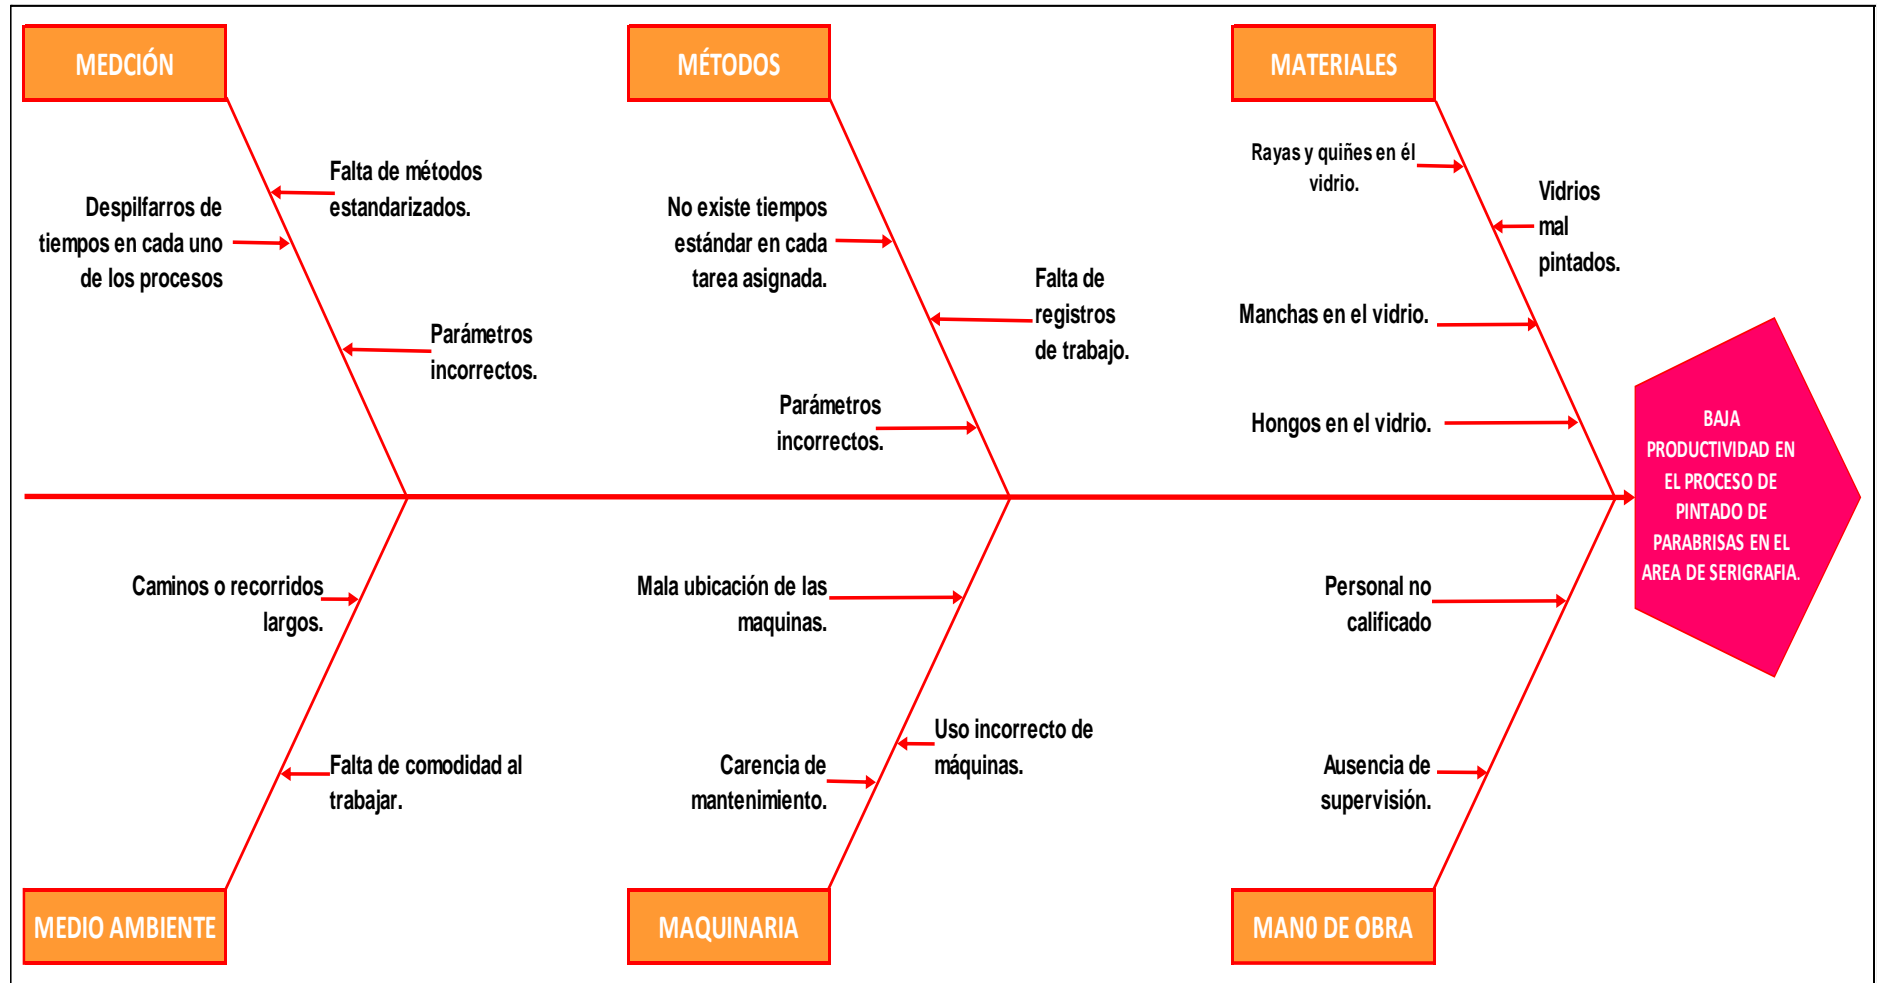 MEDCIÓN
MÉTODOS
MATERIALES
Falta de métodos
estandarizados.
Despilfarros de
tiempos en cada uno
de los procesos
Parámetros
incorrectos.
No existe tiempos
estándar en cada
tarea asignada.
Falta de
registros
de trabajo.
Parámetros
incorrectos.
Rayas y quiñes en él
vidrio.
Vidrios
mal
pintados.
Manchas en el vidrio.
Hongos en el vidrio.
BAJA
PRODUCTIVIDAD EN
EL PROCESO DE
PINTADO DE
PARABRISAS EN EL
AREA DE SERIGRAFIA.
Caminos o recorridos
largos.
Falta de comodidad al
trabajar.
Mala ubicación de las
maquinas.
Uso incorrecto de
máquinas.
Carencia de
mantenimiento.
Personal no
calificado
Ausencia de
supervisión.
MEDIO AMBIENTE
MAQUINARIA
MAN0 DE OBRA